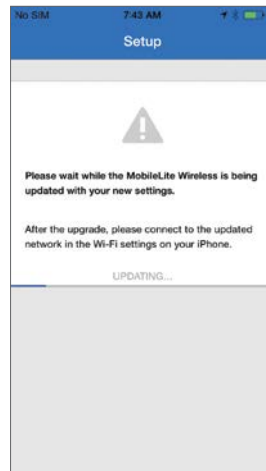 No SIM 7:43 AM
Setup
Please wait while the MobileLite Wireless is being
updated with your new settings.
After the upgrade, please connect to the updated
network in the Wi-Fi settings on your iPhone.
UPDATING...